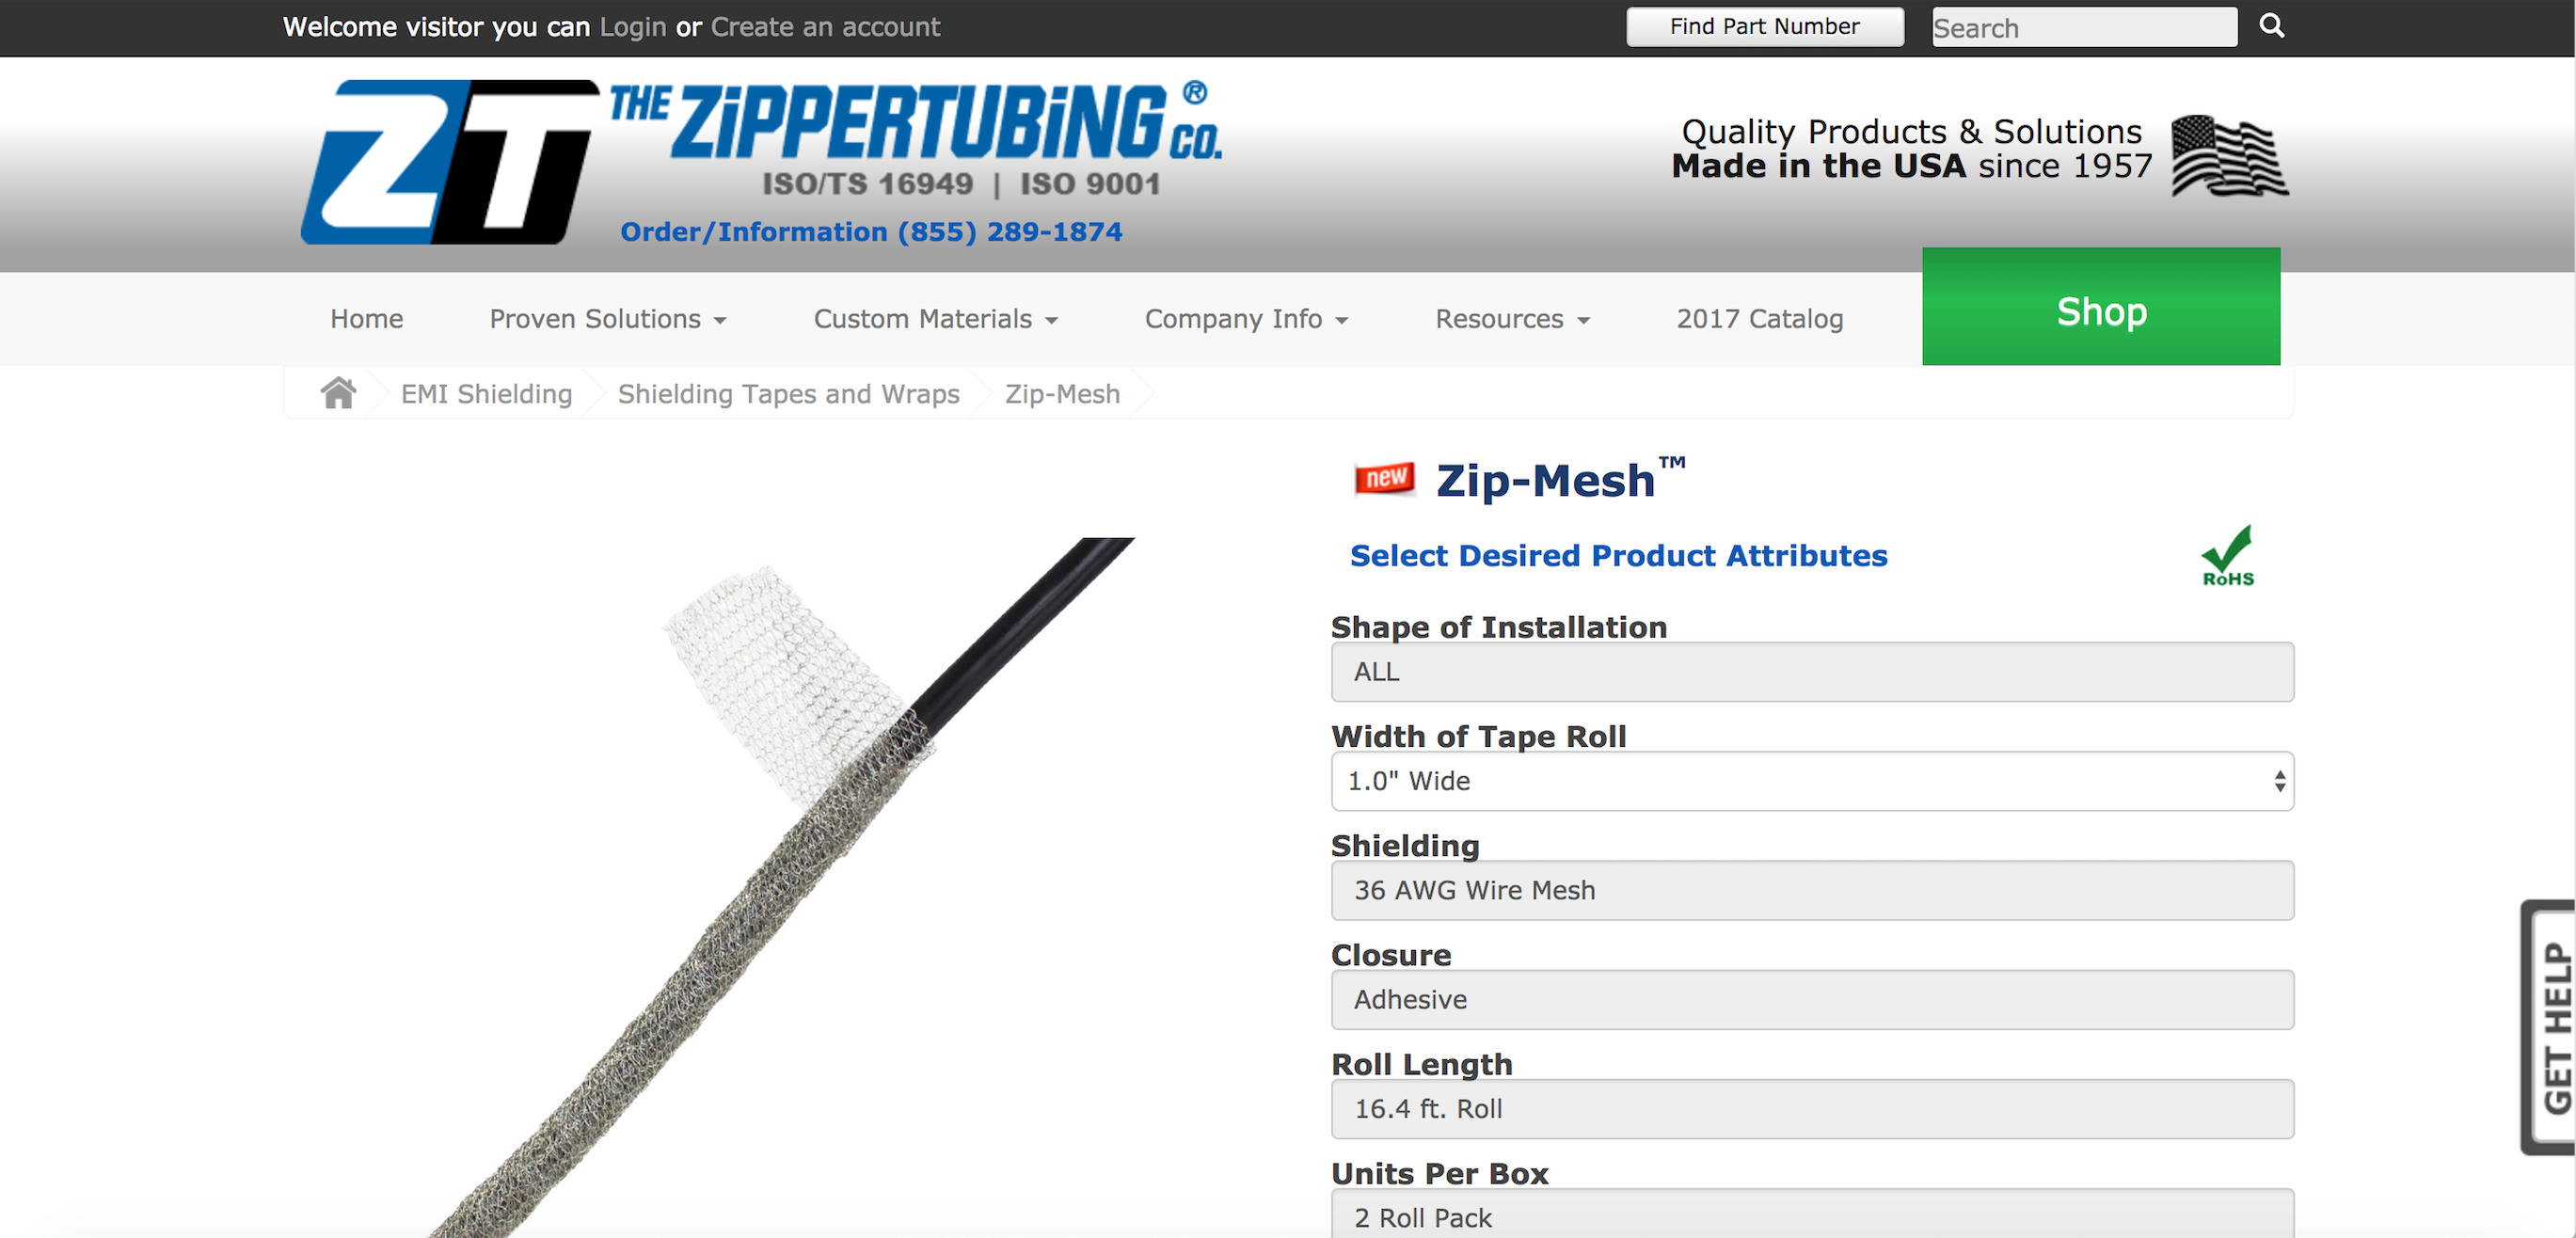 Welcome visitor you can Login or Create an account
Find Part Number
Search
ZT
THE ZiPPERTUBiNG ® CO.
ISO/TS 16949 | ISO 9001
Order/Information (855) 289-1874
Quality Products & Solutions
Made in the USA since 1957
Home
Proven Solutions
Custom Materials
Company Info
Resources
2017 Catalog
Shop
EMI Shielding
Shielding Tapes and Wraps
Zip-Mesh
new Zip-Mesh™
Select Desired Product Attributes
RoHS
Shape of Installation
ALL
Width of Tape Roll
1.0" Wide
Shielding
36 AWG Wire Mesh
Closure
Adhesive
Roll Length
16.4 ft. Roll
Units Per Box
2 Roll Pack
GET HELP